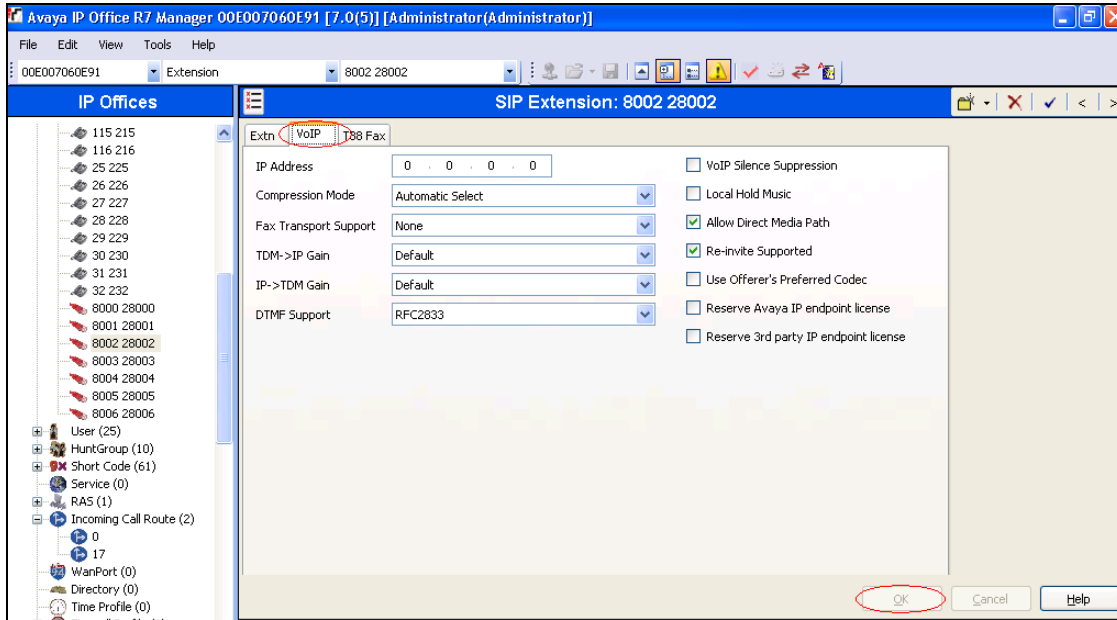 Avaya IP Office R7 Manager 00E007060E91 [7.0(5)] [Administrator(Administrator)]
File Edit View Tools Help
00E007060E91 Extension 8002 28002
IP Offices
SIP Extension: 8002 28002
115 215
116 216
25 225
26 226
27 227
28 228
29 229
30 230
31 231
32 232
8000 28000
8001 28001
8002 28002
8003 28003
8004 28004
8005 28005
8006 28006
User (25)
HuntGroup (10)
Short Code (61)
Service (0)
RAS (1)
Incoming Call Route (2)
0
17
WanPort (0)
Directory (0)
Time Profile (0)
Extn VoIP T38 Fax
IP Address 0 . 0 . 0 . 0
Compression Mode Automatic Select
Fax Transport Support None
TDM->IP Gain Default
IP->TDM Gain Default
DTMF Support RFC2833
VoIP Silence Suppression
Local Hold Music
Allow Direct Media Path
Re-invite Supported
Use Offerer's Preferred Codec
Reserve Avaya IP endpoint license
Reserve 3rd party IP endpoint license
OK Cancel Help